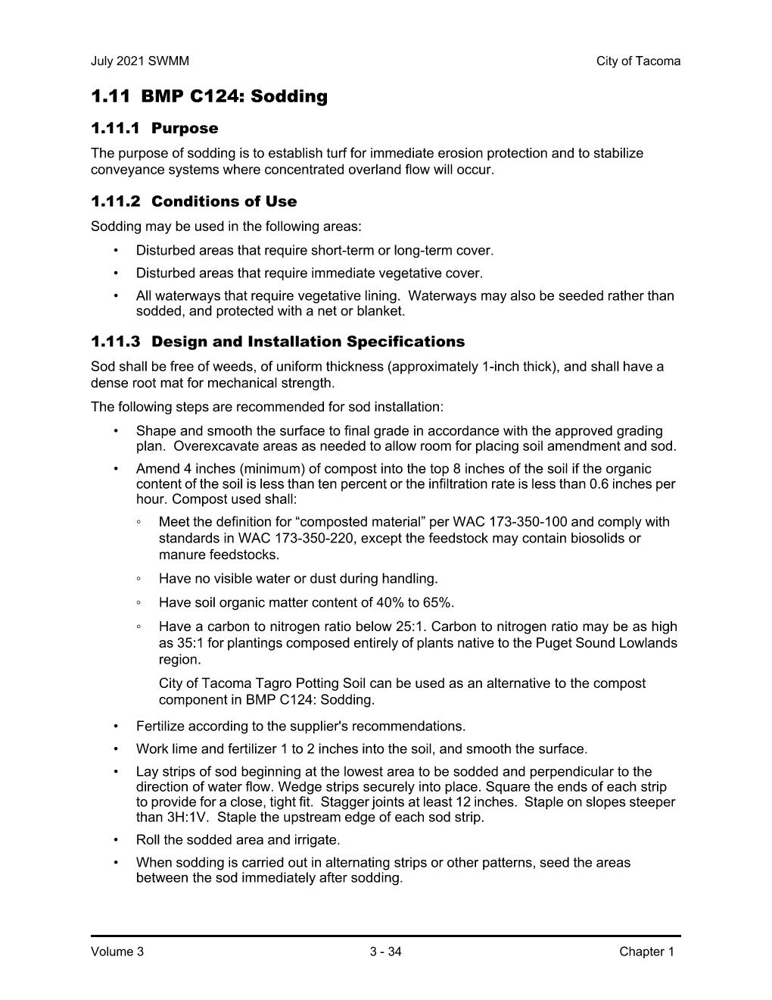 July 2021 SWMM City of Tacoma
1.11 BMP C124: Sodding
1.11.1 Purpose
The purpose of sodding is to establish turf for immediate erosion protection and to stabilize
conveyance systems where concentrated overland flow will occur.
1.11.2 Conditions of Use
Sodding may be used in the following areas:
• Disturbed areas that require short-term or long-term cover.
• Disturbed areas that require immediate vegetative cover.
• All waterways that require vegetative lining.  Waterways may also be seeded rather than
sodded, and protected with a net or blanket.
1.11.3 Design and Installation Specifications
Sod shall be free of weeds, of uniform thickness (approximately 1-inch thick), and shall have a
dense root mat for mechanical strength.
The following steps are recommended for sod installation:
• Shape and smooth the surface to final grade in accordance with the approved grading
plan.  Overexcavate areas as needed to allow room for placing soil amendment and sod.
• Amend 4 inches (minimum) of compost into the top 8 inches of the soil if the organic
content of the soil is less than ten percent or the infiltration rate is less than 0.6 inches per
hour. Compost used shall:
◦ Meet the definition for “composted material” per WAC 173-350-100 and comply with
standards in WAC 173-350-220, except the feedstock may contain biosolids or
manure feedstocks.
◦ Have no visible water or dust during handling.
◦ Have soil organic matter content of 40% to 65%.
◦ Have a carbon to nitrogen ratio below 25:1. Carbon to nitrogen ratio may be as high
as 35:1 for plantings composed entirely of plants native to the Puget Sound Lowlands
region.
City of Tacoma Tagro Potting Soil can be used as an alternative to the compost
component in BMP C124: Sodding.
• Fertilize according to the supplier's recommendations.
• Work lime and fertilizer 1 to 2 inches into the soil, and smooth the surface.
• Lay strips of sod beginning at the lowest area to be sodded and perpendicular to the
direction of water flow. Wedge strips securely into place. Square the ends of each strip
to provide for a close, tight fit.  Stagger joints at least 12 inches.  Staple on slopes steeper
than 3H:1V.  Staple the upstream edge of each sod strip.
• Roll the sodded area and irrigate.
• When sodding is carried out in alternating strips or other patterns, seed the areas
between the sod immediately after sodding.
Volume 3 3 - 34 Chapter 1